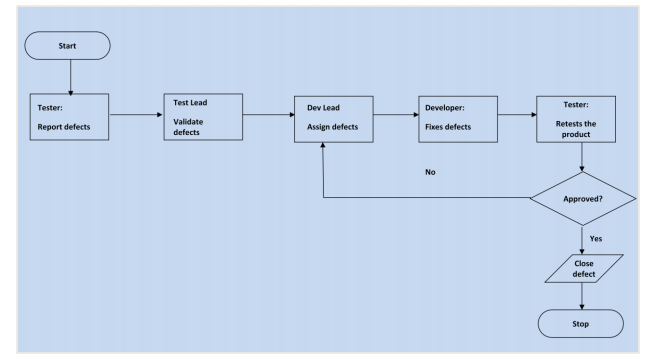 Start
Tester:
Report defects
Test Lead
Validate
defects
Dev Lead
Assign defects
Developer:
Fixes defects
Tester:
Retests the
product
No
Approved?
Yes
Close
defect
Stop